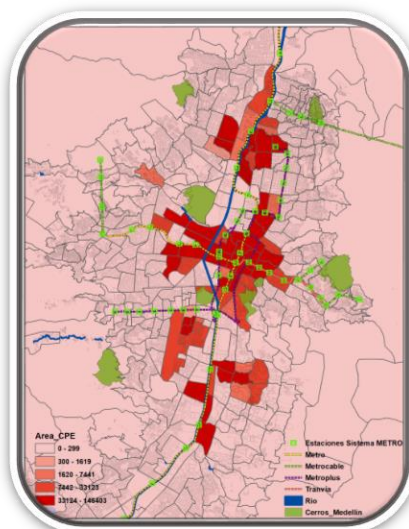 Area_CPE
0 - 299
300 - 1619
1620 - 7441
7442 - 33123
33124 - 146403
Estaciones Sistema METRO
Metro
Metrocable
Metroplus
Tranvia
Rio
Cerros_Medellin